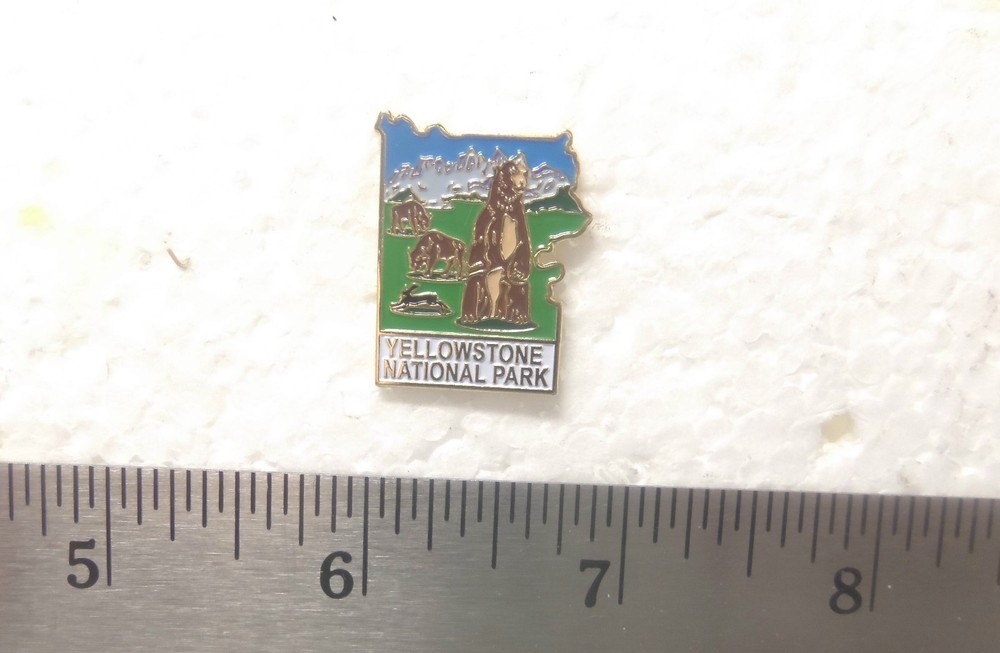 YELLOWSTONE
NATIONAL PARK
5 6 7 8